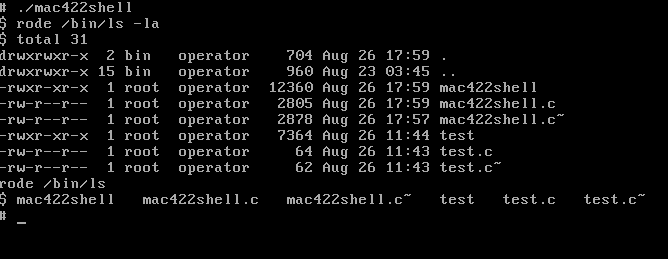 # ./mac422shell
$ rode /bin/ls -la
$ total 31
drwxrwxr-x  2 bin   operator    704 Aug 26 17:59 .
drwxrwxr-x 15 bin   operator    960 Aug 23 03:45 ..
-rwxr-xr-x  1 root  operator  12360 Aug 26 17:59 mac422shell
-rw-r--r--  1 root  operator   2805 Aug 26 17:59 mac422shell.c
-rw-r--r--  1 root  operator   2878 Aug 26 17:57 mac422shell.c~
-rwxr-xr-x  1 root  operator   7364 Aug 26 11:44 test
-rw-r--r--  1 root  operator     64 Aug 26 11:43 test.c
-rw-r--r--  1 root  operator     62 Aug 26 11:43 test.c~
rode /bin/ls
$ mac422shell   mac422shell.c   mac422shell.c~   test   test.c   test.c~
# _